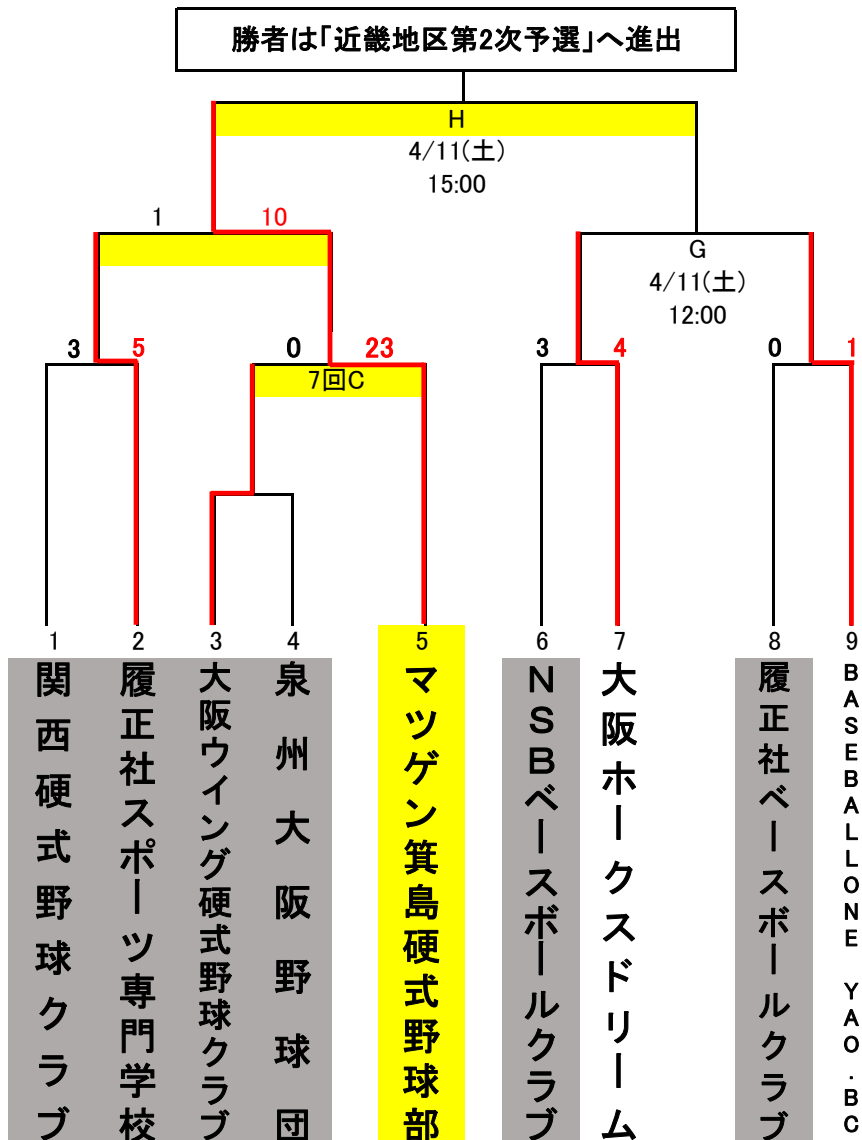 勝者は｢近畿地区第2次予選｣へ進出
H
4/11(土)
15:00
1 10
G
4/11(土)
12:00
3 5 0 23 3 4 0 1
7回C
1 2 3 4 5 6 7 8 9
関西硬式野球クラブ
履正社スポーツ専門学校
大阪ウイング硬式野球クラブ
泉州大阪野球団
マツゲン箕島硬式野球部
NSBベースボールクラブ
大阪ホークスドリーム
履正社ベースボールクラブ
BASEBALLONE YAO.BC